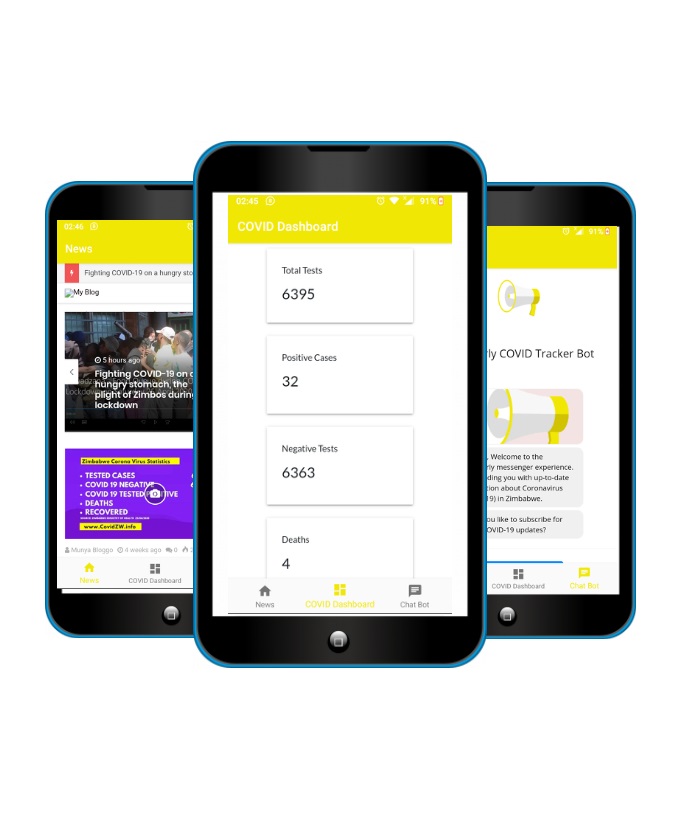 02:46
News
Fighting COVID-19 on a hungry sto
My Blog
5 hours ago
Fighting COVID-19 on a
hungry stomach, the
plight of Zimbos during
lockdown
Zimbabwe Corona Virus Statistics
• TESTED CASES
• COVID 19 NEGATIVE
• COVID 19 TESTED POSITIVE
• DEATHS
• RECOVERED
www.CovidZW.info
Munya Bloggo 4 weeks ago 0
News
COVID Dashboard
02:45
91%
COVID Dashboard
Total Tests
6395
Positive Cases
32
Negative Tests
6363
Deaths
4
News
COVID Dashboard
Chat Bot
91%
rly COVID Tracker Bot
, Welcome to the
rly messenger experience.
ding you with up-to-date
tion about Coronavirus
19) in Zimbabwe.
ou like to subscribe for
OVID-19 updates?
COVID Dashboard
Chat Bot